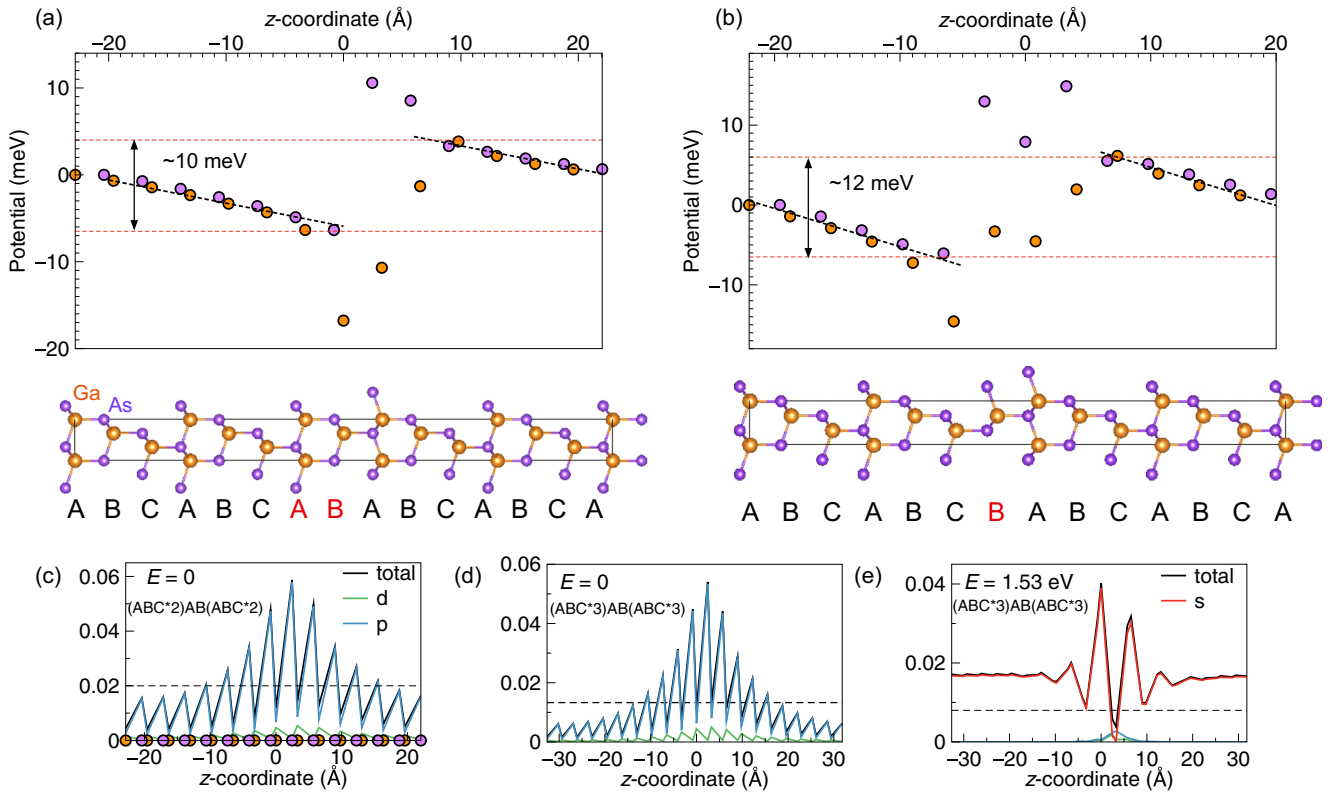 (a)
z-coordinate (Å)
−20 −10 0 10 20
Potential (meV)
10
0
−10
−20
~10 meV
Ga
As
A B C A B C A B A B C A B C A
(b)
z-coordinate (Å)
−20 −10 0 10 20
Potential (meV)
10
0
−10
~12 meV
A B C A B C B A B C A B C A
(c)
0.06
0.04
0.02
0
E = 0
(ABC*2)AB(ABC*2)
total
d
p
−20 −10 0 10 20
z-coordinate (Å)
(d)
0.06
0.04
0.02
0
E = 0
(ABC*3)AB(ABC*3)
−30 −20 −10 0 10 20 30
z-coordinate (Å)
(e)
0.04
0.02
0
E = 1.53 eV
(ABC*3)AB(ABC*3)
total
s
−30 −20 −10 0 10 20 30
z-coordinate (Å)